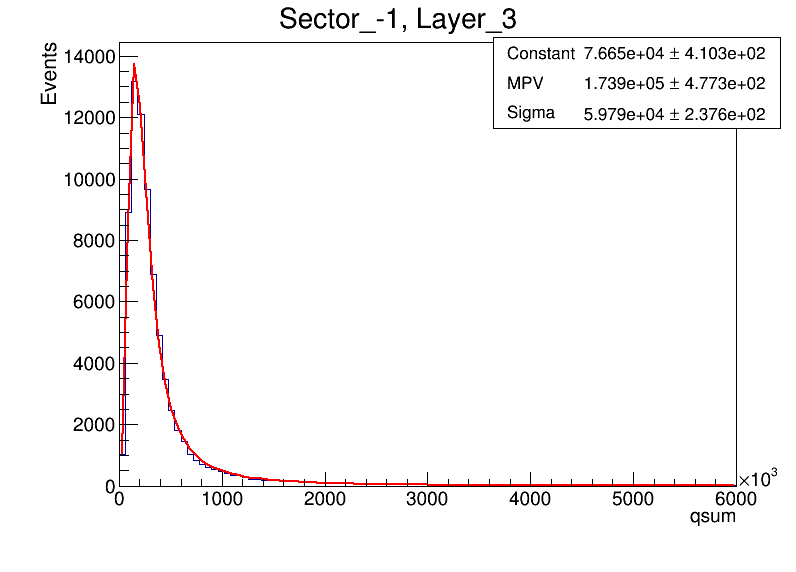 Sector_-1, Layer_3
Constant 7.665e+04 ± 4.103e+02
MPV 1.739e+05 ± 4.773e+02
Sigma 5.979e+04 ± 2.376e+02
Events
14000
12000
10000
8000
6000
4000
2000
0
0 1000 2000 3000 4000 5000 6000
×10³
qsum